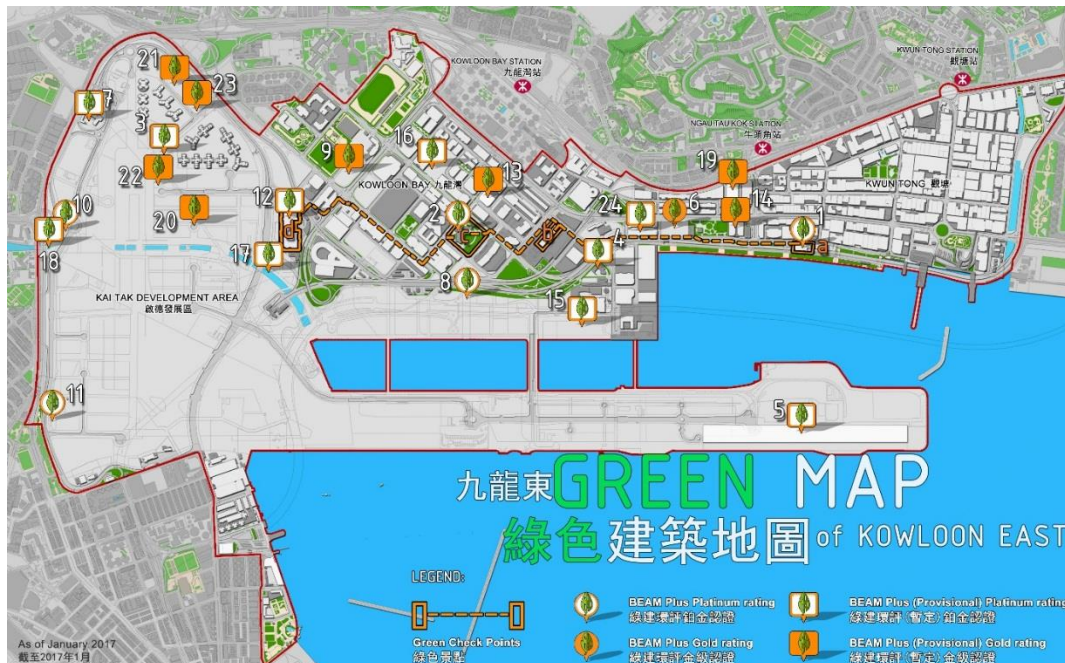 KWUN TONG STATION
觀塘站
KOWLOON BAY STATION
九龍灣站
NGAU TAU KOK STATION
牛頭角站
21
23
7
3
22
16
9
13
19
KOWLOON BAY 九龍灣
KWUN TONG 觀塘
12
10
20
2
24
6
14
1
18
17
4
a
b
c
d
8
15
KAI TAK DEVELOPMENT AREA
啟德發展區
11
5
九龍東GREEN MAP
綠色建築地圖of KOWLOON EAST
LEGEND:
Green Check Points
綠色景點
BEAM Plus Platinum rating
綠建環評 鉑金認證
BEAM Plus (Provisional) Platinum rating
綠建環評 (暫定) 鉑金認證
BEAM Plus Gold rating
綠建環評金級認證
BEAM Plus (Provisional) Gold rating
綠建環評 (暫定) 金級認證
As of January 2017
截至2017年1月